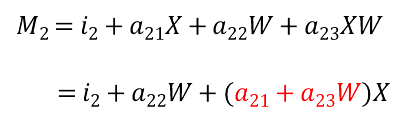 M₂ = i₂ + a₂₁X + a₂₂W + a₂₃XW
= i₂ + a₂₂W + (a₂₁ + a₂₃W)X